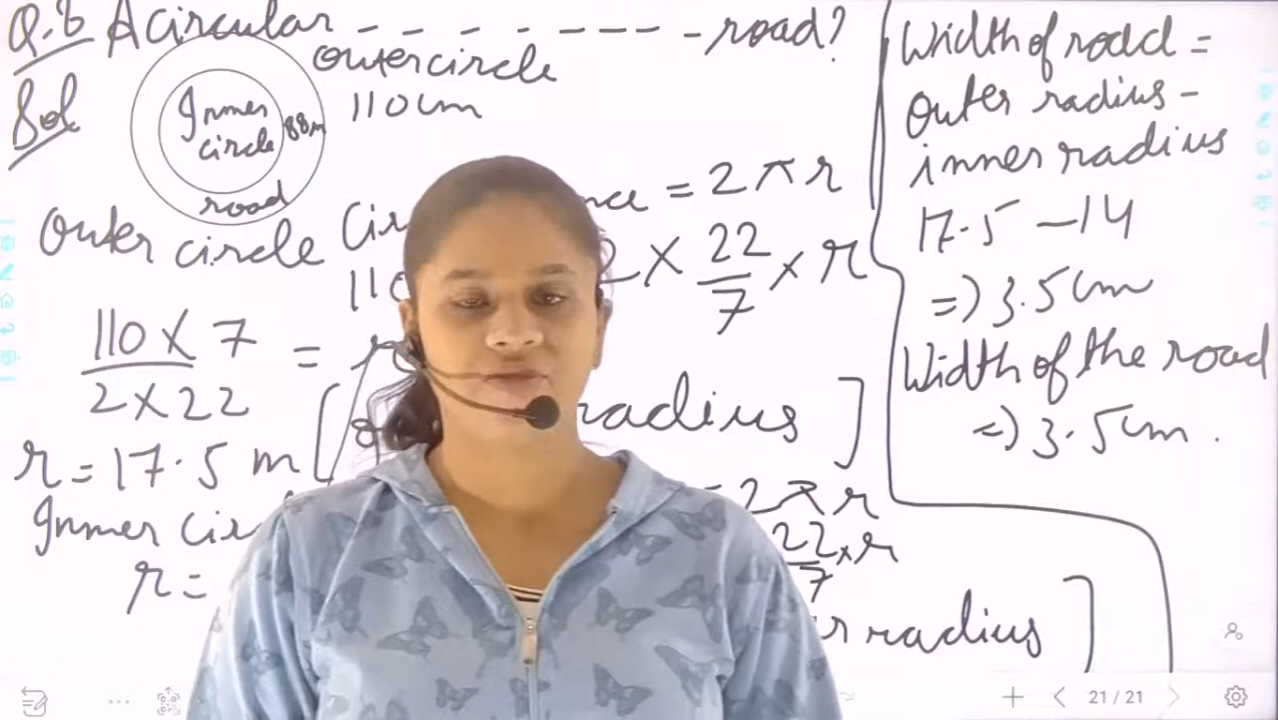 Q.6 A circular - - - - - - - - - road?
Sol
Inner
circle 88m
road
outer circle
110 cm
Outer circle Cir nce = 2πr
110 2 × 22/7 × r
110 × 7 / 2 × 22 = r
radius ]
r = 17.5 m
Inner cir = 2πr
r = 22/7 × r
r radius ]
Width of road =
outer radius -
inner radius
17.5 - 14
=) 3.5 cm
Width of the road
=) 3.5 cm.
21 / 21